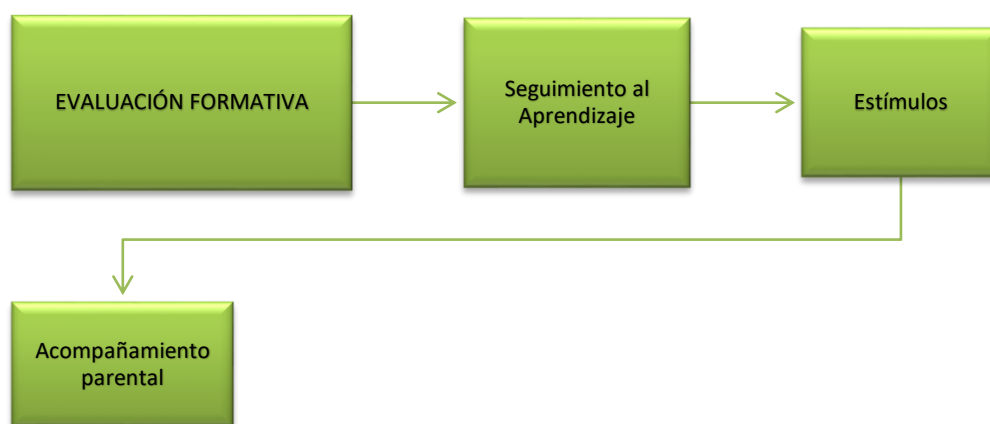 EVALUACIÓN FORMATIVA
Seguimiento al
Aprendizaje
Estímulos
Acompañamiento
parental